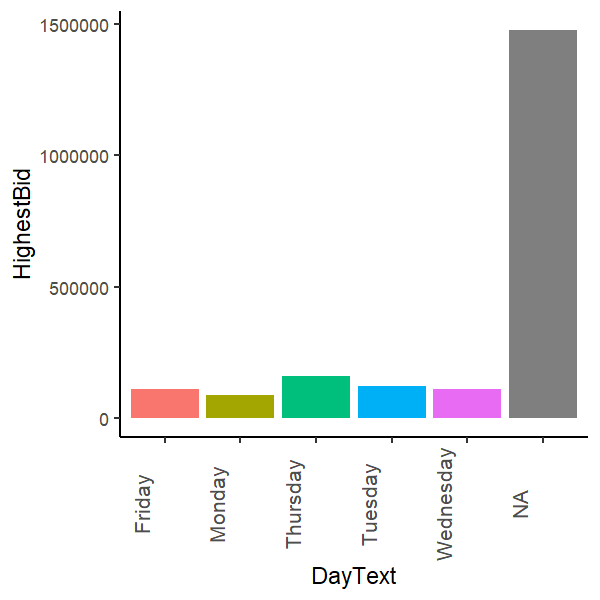 1500000
1000000
500000
0
HighestBid
Friday
Monday
Thursday
Tuesday
Wednesday
NA
DayText